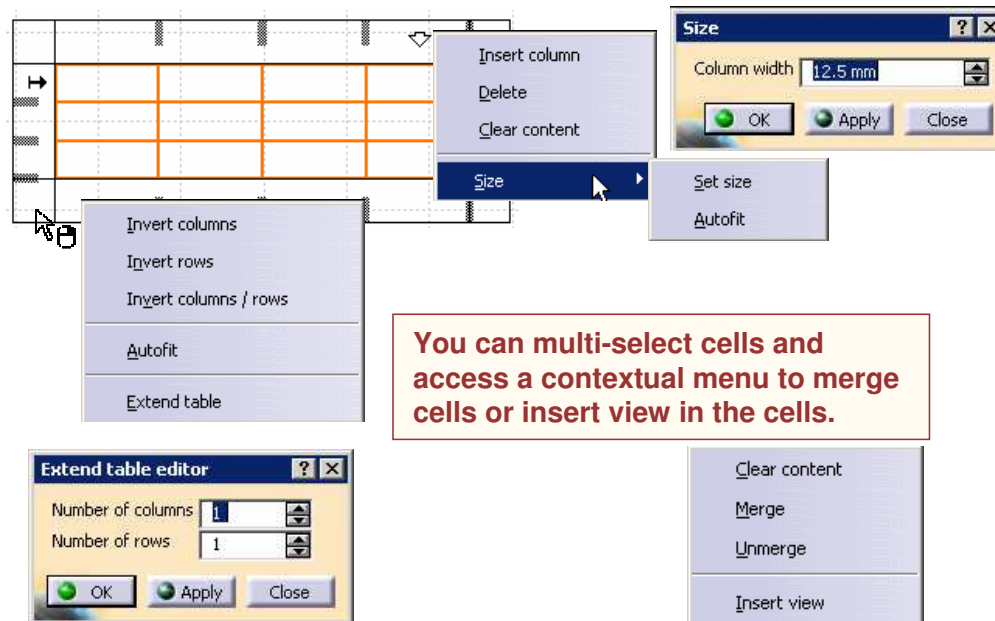 Insert column
Delete
Clear content
Size
Size
Column width 12.5 mm
OK Apply Close
Set size
Autofit
Invert columns
Invert rows
Invert columns / rows
Autofit
Extend table
You can multi-select cells and
access a contextual menu to merge
cells or insert view in the cells.
Extend table editor
Number of columns 1
Number of rows 1
OK Apply Close
Clear content
Merge
Unmerge
Insert view